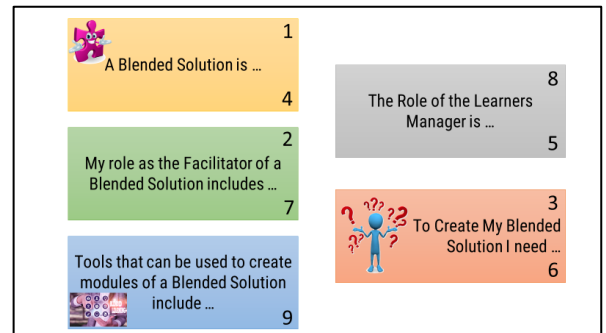 1
A Blended Solution is ...
4
2
My role as the Facilitator of a
Blended Solution includes ...
7
Tools that can be used to create
modules of a Blended Solution
include ...
9
8
The Role of the Learners
Manager is ...
5
3
To Create My Blended
Solution I need ...
6